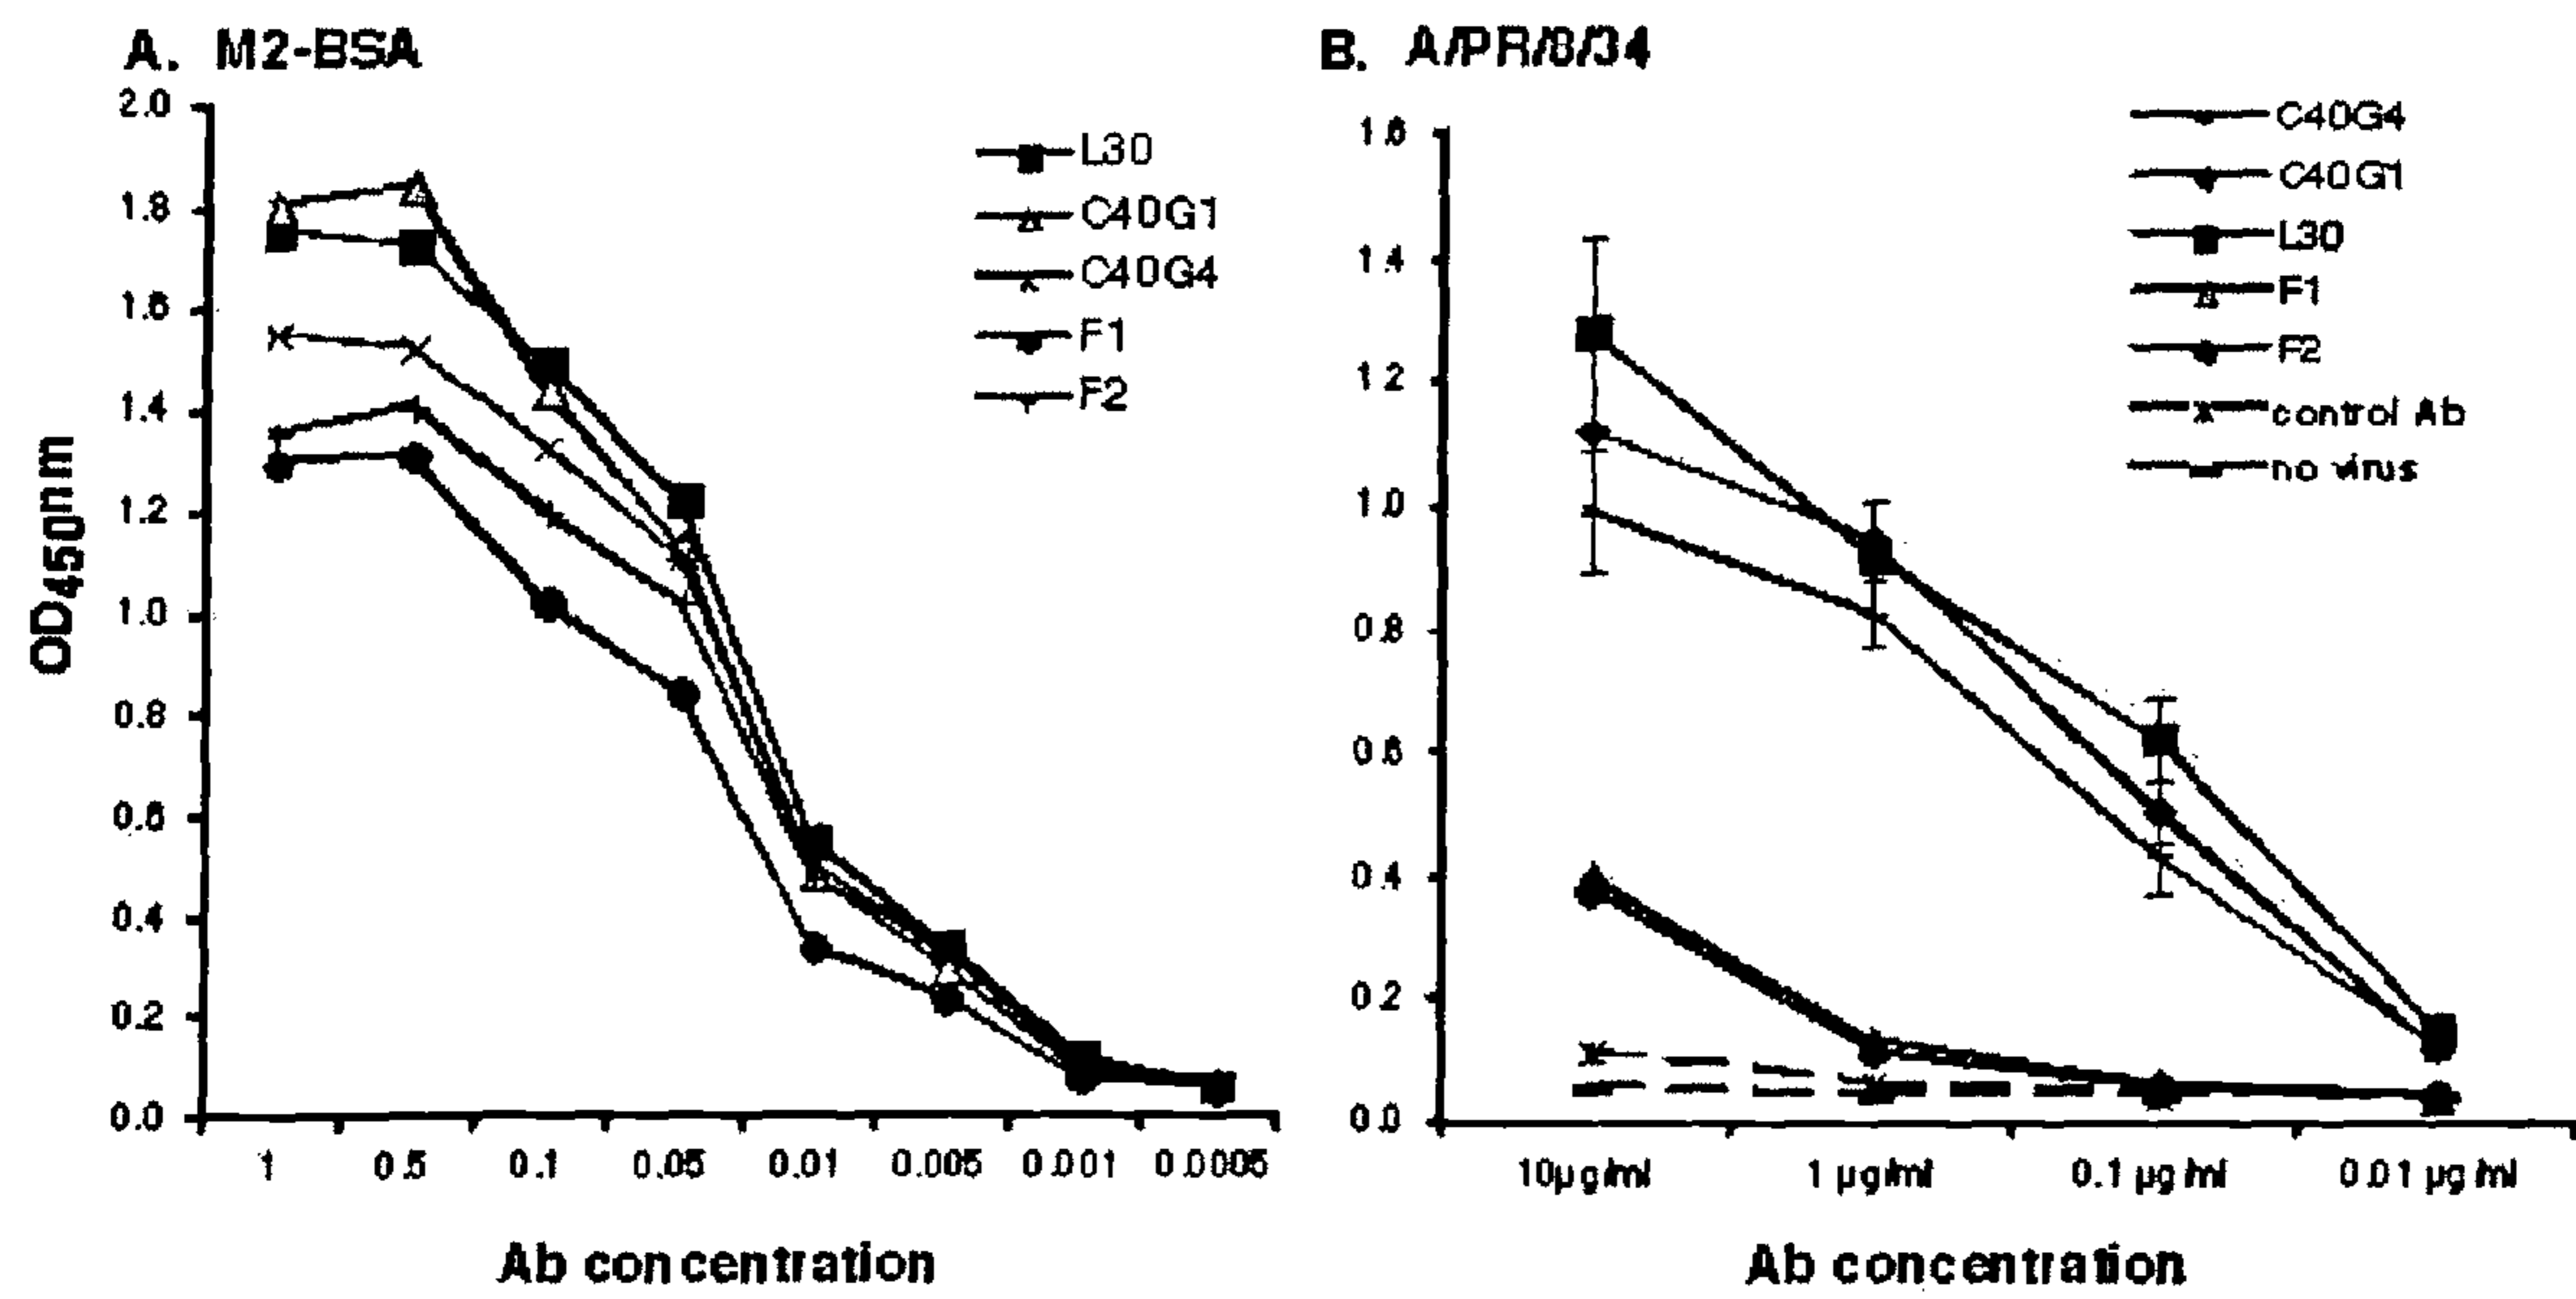 A. M2-BSA
2.0
1.8
1.6
1.4
1.2
1.0
0.8
0.6
0.4
0.2
0.0
OD450nm
L30
C40G1
C40G4
F1
F2
1 0.5 0.1 0.05 0.01 0.005 0.001 0.0005
Ab concentration
B. A/PR/8/34
1.6
1.4
1.2
1.0
0.8
0.6
0.4
0.2
0.0
C40G4
C40G1
L30
F1
F2
control Ab
no virus
10µg/ml 1 µg/ml 0.1 µg/ml 0.01 µg/ml
Ab concentration